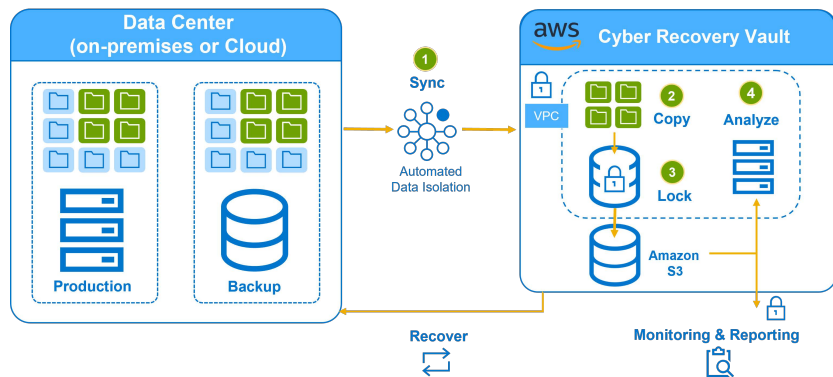 Data Center
(on-premises or Cloud)
Production
Backup
1
Sync
Automated
Data Isolation
aws
Cyber Recovery Vault
VPC
2
Copy
4
Analyze
3
Lock
Amazon
S3
Recover
Monitoring & Reporting